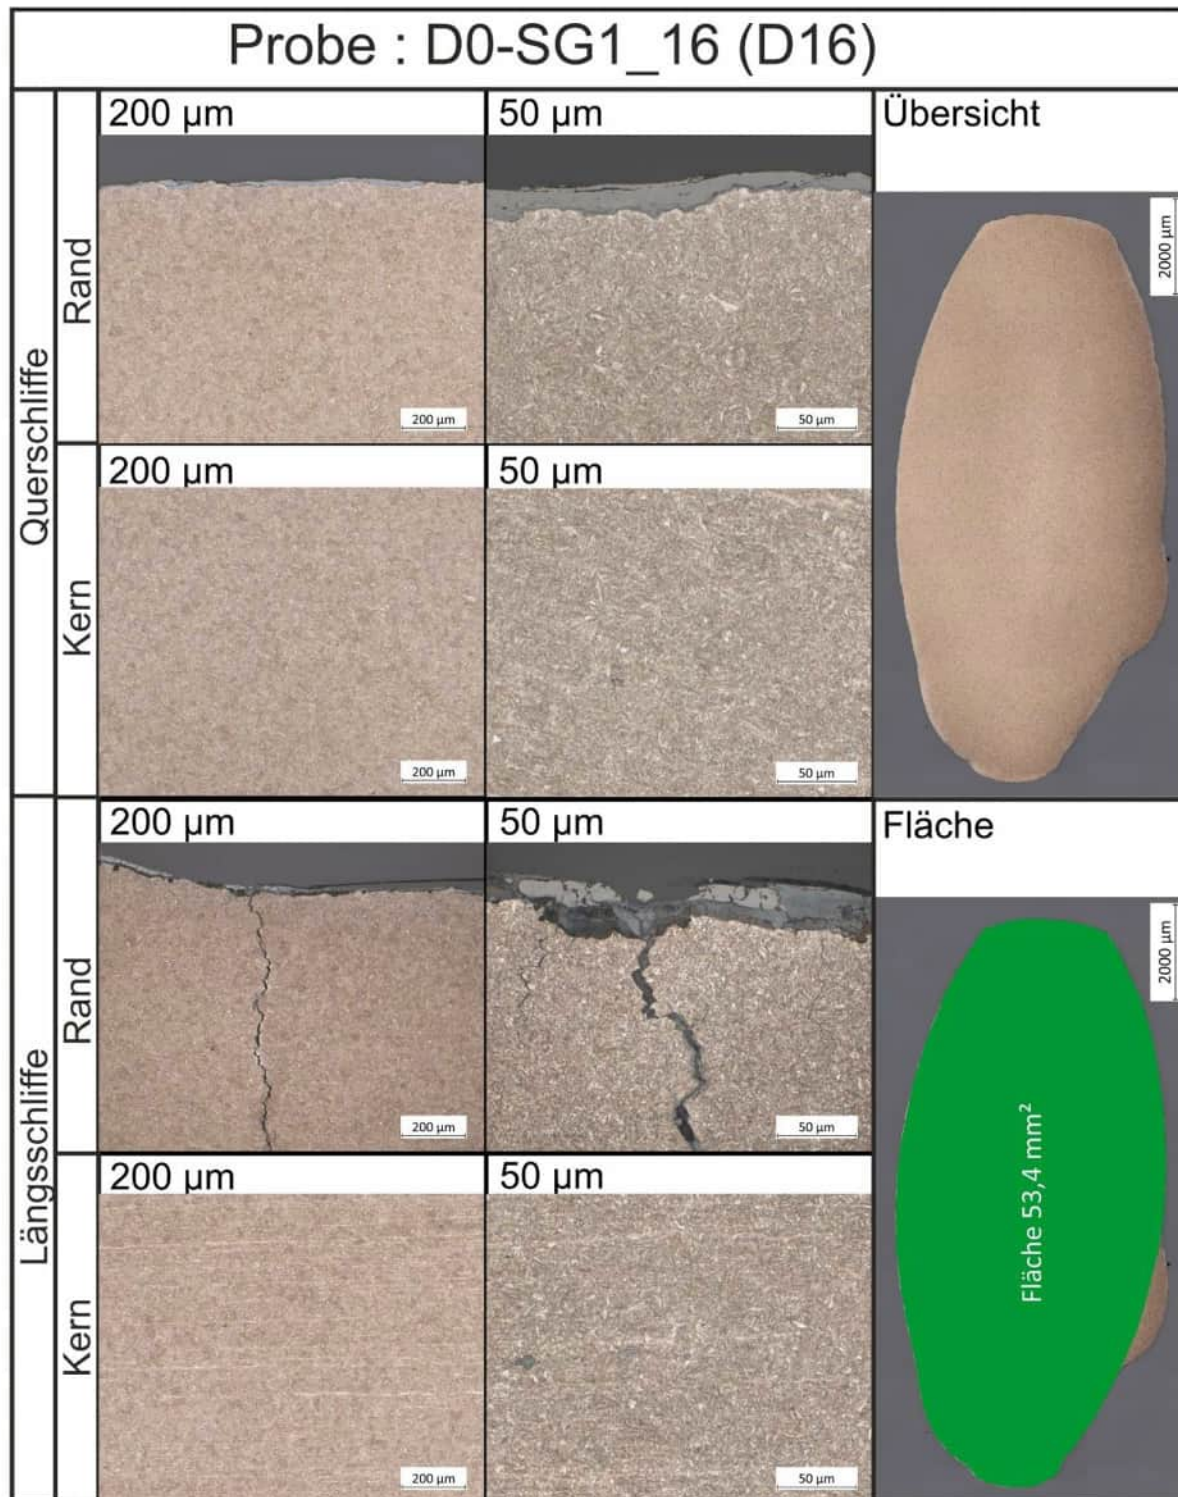 Probe : D0-SG1_16 (D16)
Querschliffe
Rand
200 µm
200 µm
50 µm
50 µm
Übersicht
2000 µm
Kern
200 µm
200 µm
50 µm
50 µm
Längsschliffe
Rand
200 µm
200 µm
50 µm
50 µm
Fläche
2000 µm
Fläche 53,4 mm²
Kern
200 µm
200 µm
50 µm
50 µm